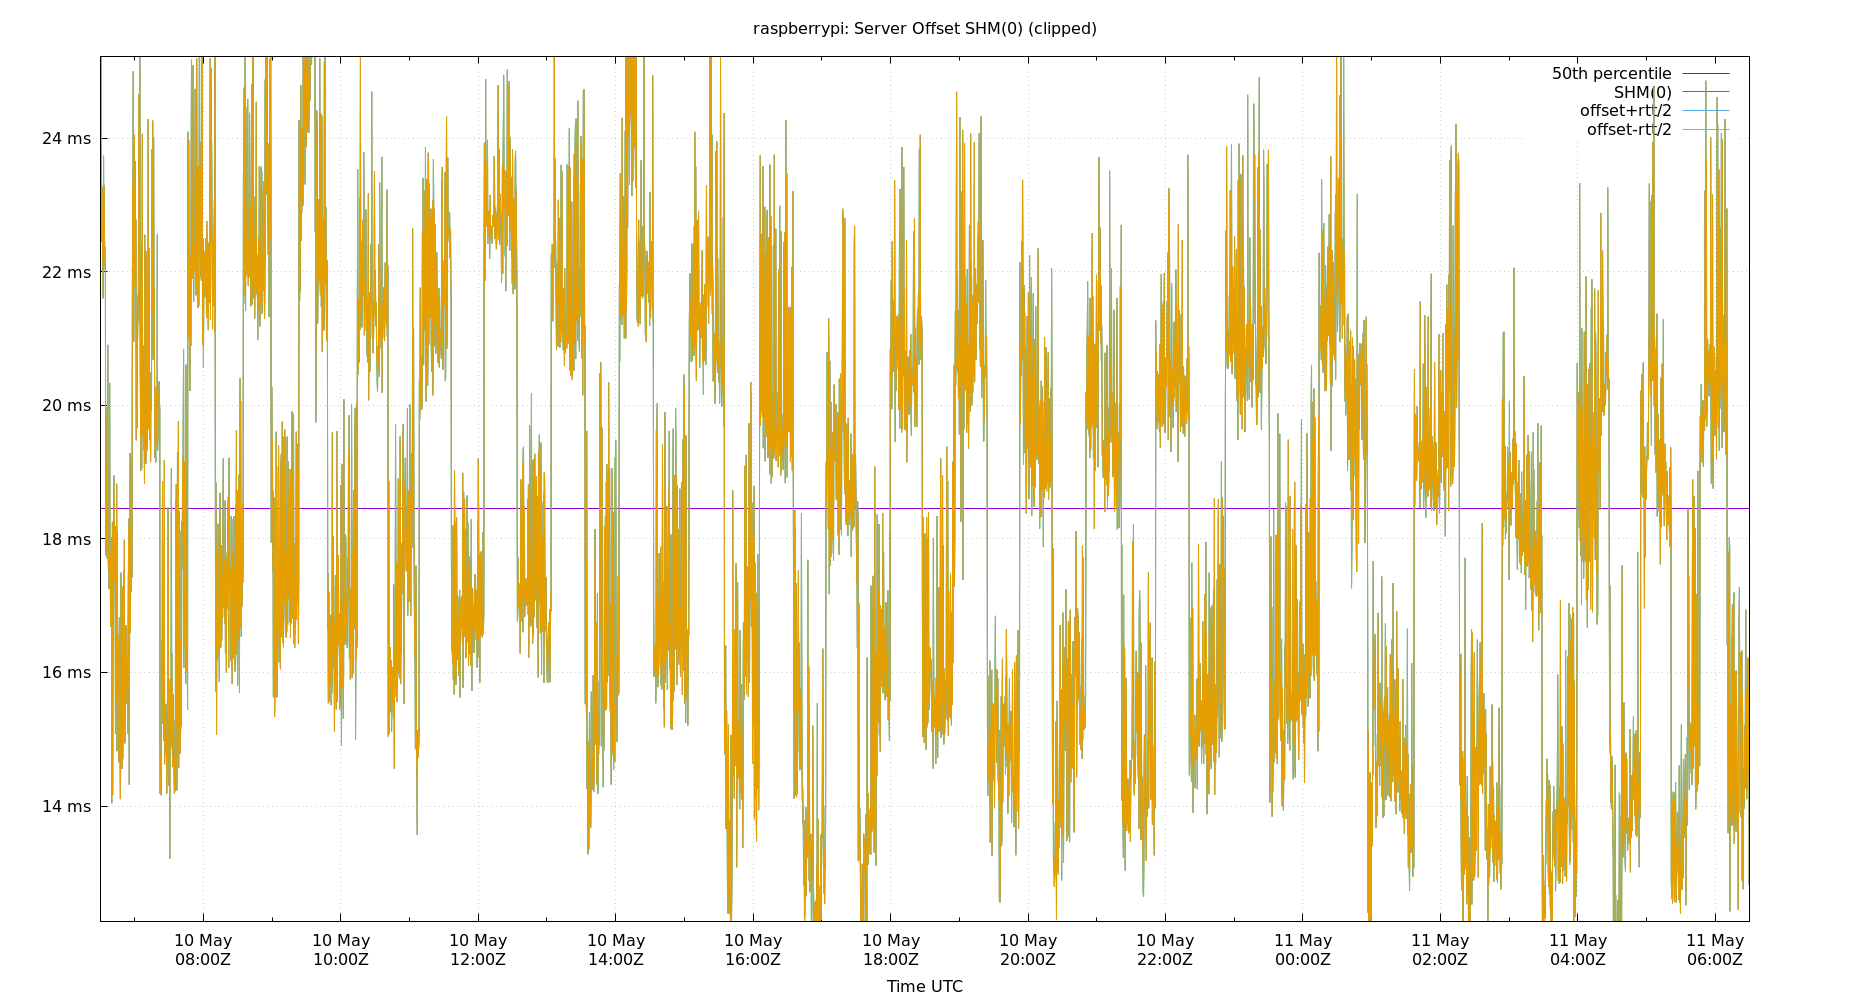 raspberrypi: Server Offset SHM(0) (clipped)
50th percentile
SHM(0)
offset+rtt/2
offset-rtt/2
24 ms
22 ms
20 ms
18 ms
16 ms
14 ms
10 May 10 May 10 May 10 May 10 May 10 May 10 May 10 May 11 May 11 May 11 May 11 May
08:00Z 10:00Z 12:00Z 14:00Z 16:00Z 18:00Z 20:00Z 22:00Z 00:00Z 02:00Z 04:00Z 06:00Z
Time UTC